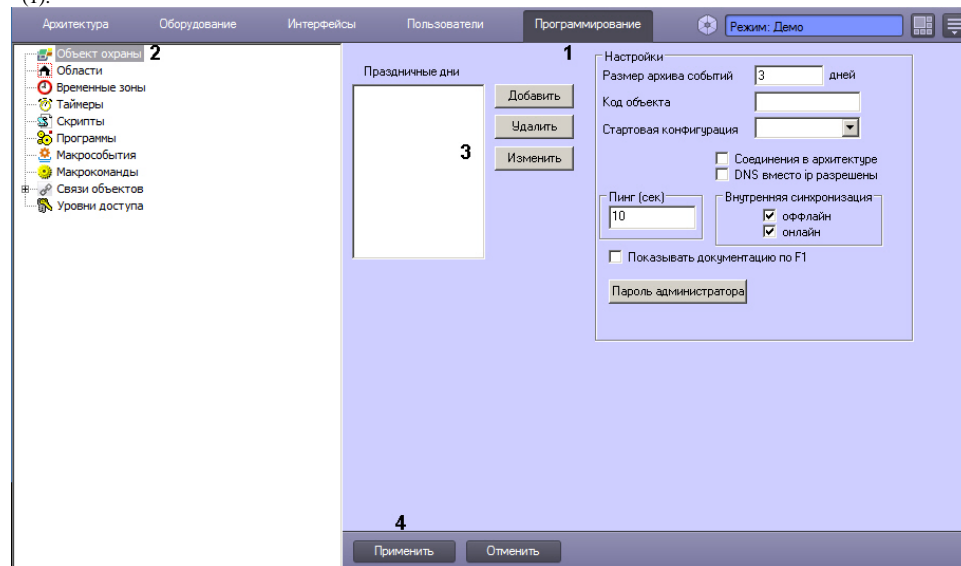 (1).
Архитектура Оборудование Интерфейсы Пользователи Программирование Режим: Демо
1
Объект охраны 2
Области
Временные зоны
Таймеры
Скрипты
Программы
Макрособытия
Макрокоманды
Связи объектов
Уровни доступа
Праздничные дни
Добавить
Удалить
3 Изменить
Настройки
Размер архива событий 3 дней
Код объекта
Стартовая конфигурация
Соединения в архитектуре
DNS вместо ip разрешены
Пинг (сек)
10
Внутренняя синхронизация
оффлайн
онлайн
Показывать документацию по F1
Пароль администратора
4
Применить Отменить